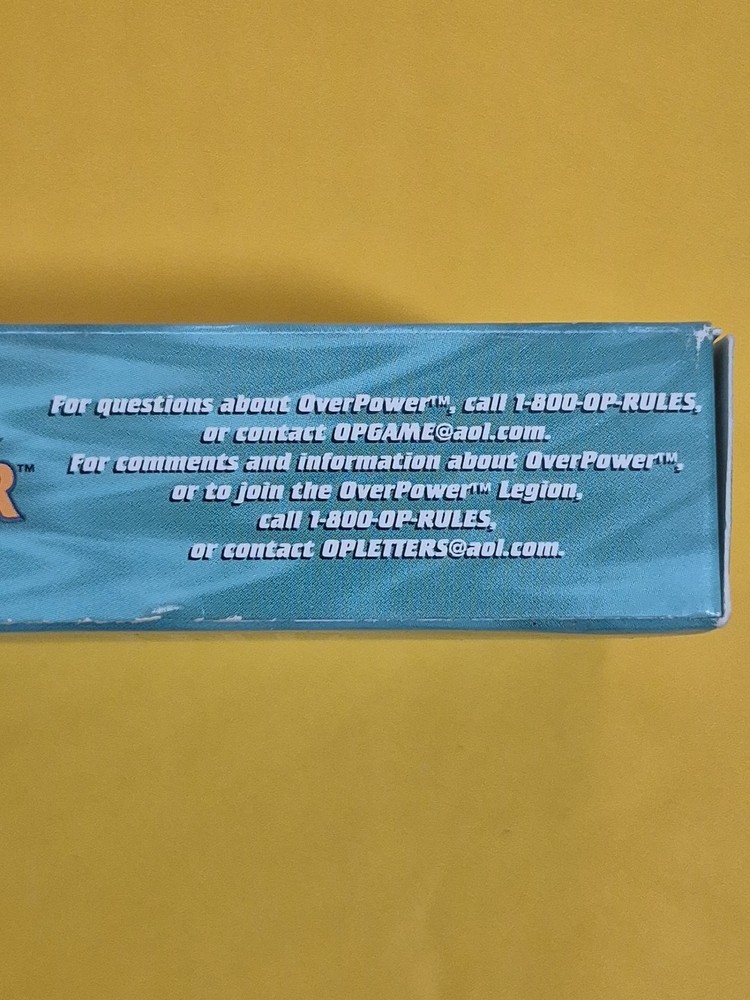 For questions about OverPower™, call 1-800-OP-RULES,
or contact OPGAME@aol.com.
For comments and information about OverPower™,
or to join the OverPower™ Legion,
call 1-800-OP-RULES,
or contact OPLETTERS@aol.com.
R™